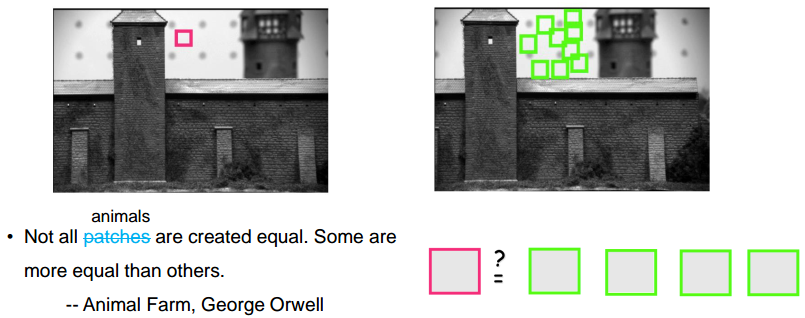 animals
• Not all patches are created equal. Some are
more equal than others.
-- Animal Farm, George Orwell
?
=